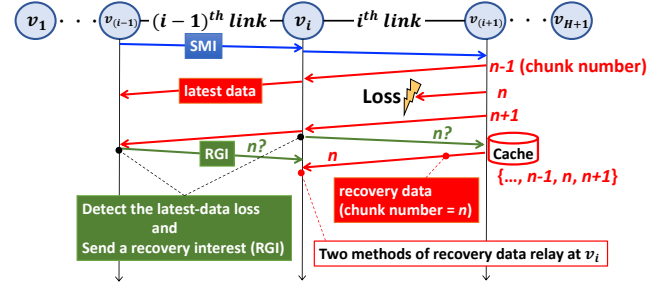 v₁ · · · v₍ᵢ₋₁₎ (i − 1)ᵗʰ link vᵢ iᵗʰ link v₍ᵢ₊₁₎ · · · v_H+1
SMI
n-1 (chunk number)
latest data
Loss
n
n+1
RGI
n?
n?
n
Cache
{…, n-1, n, n+1}
recovery data
(chunk number = n)
Detect the latest-data loss
and
Send a recovery interest (RGI)
Two methods of recovery data relay at vᵢ